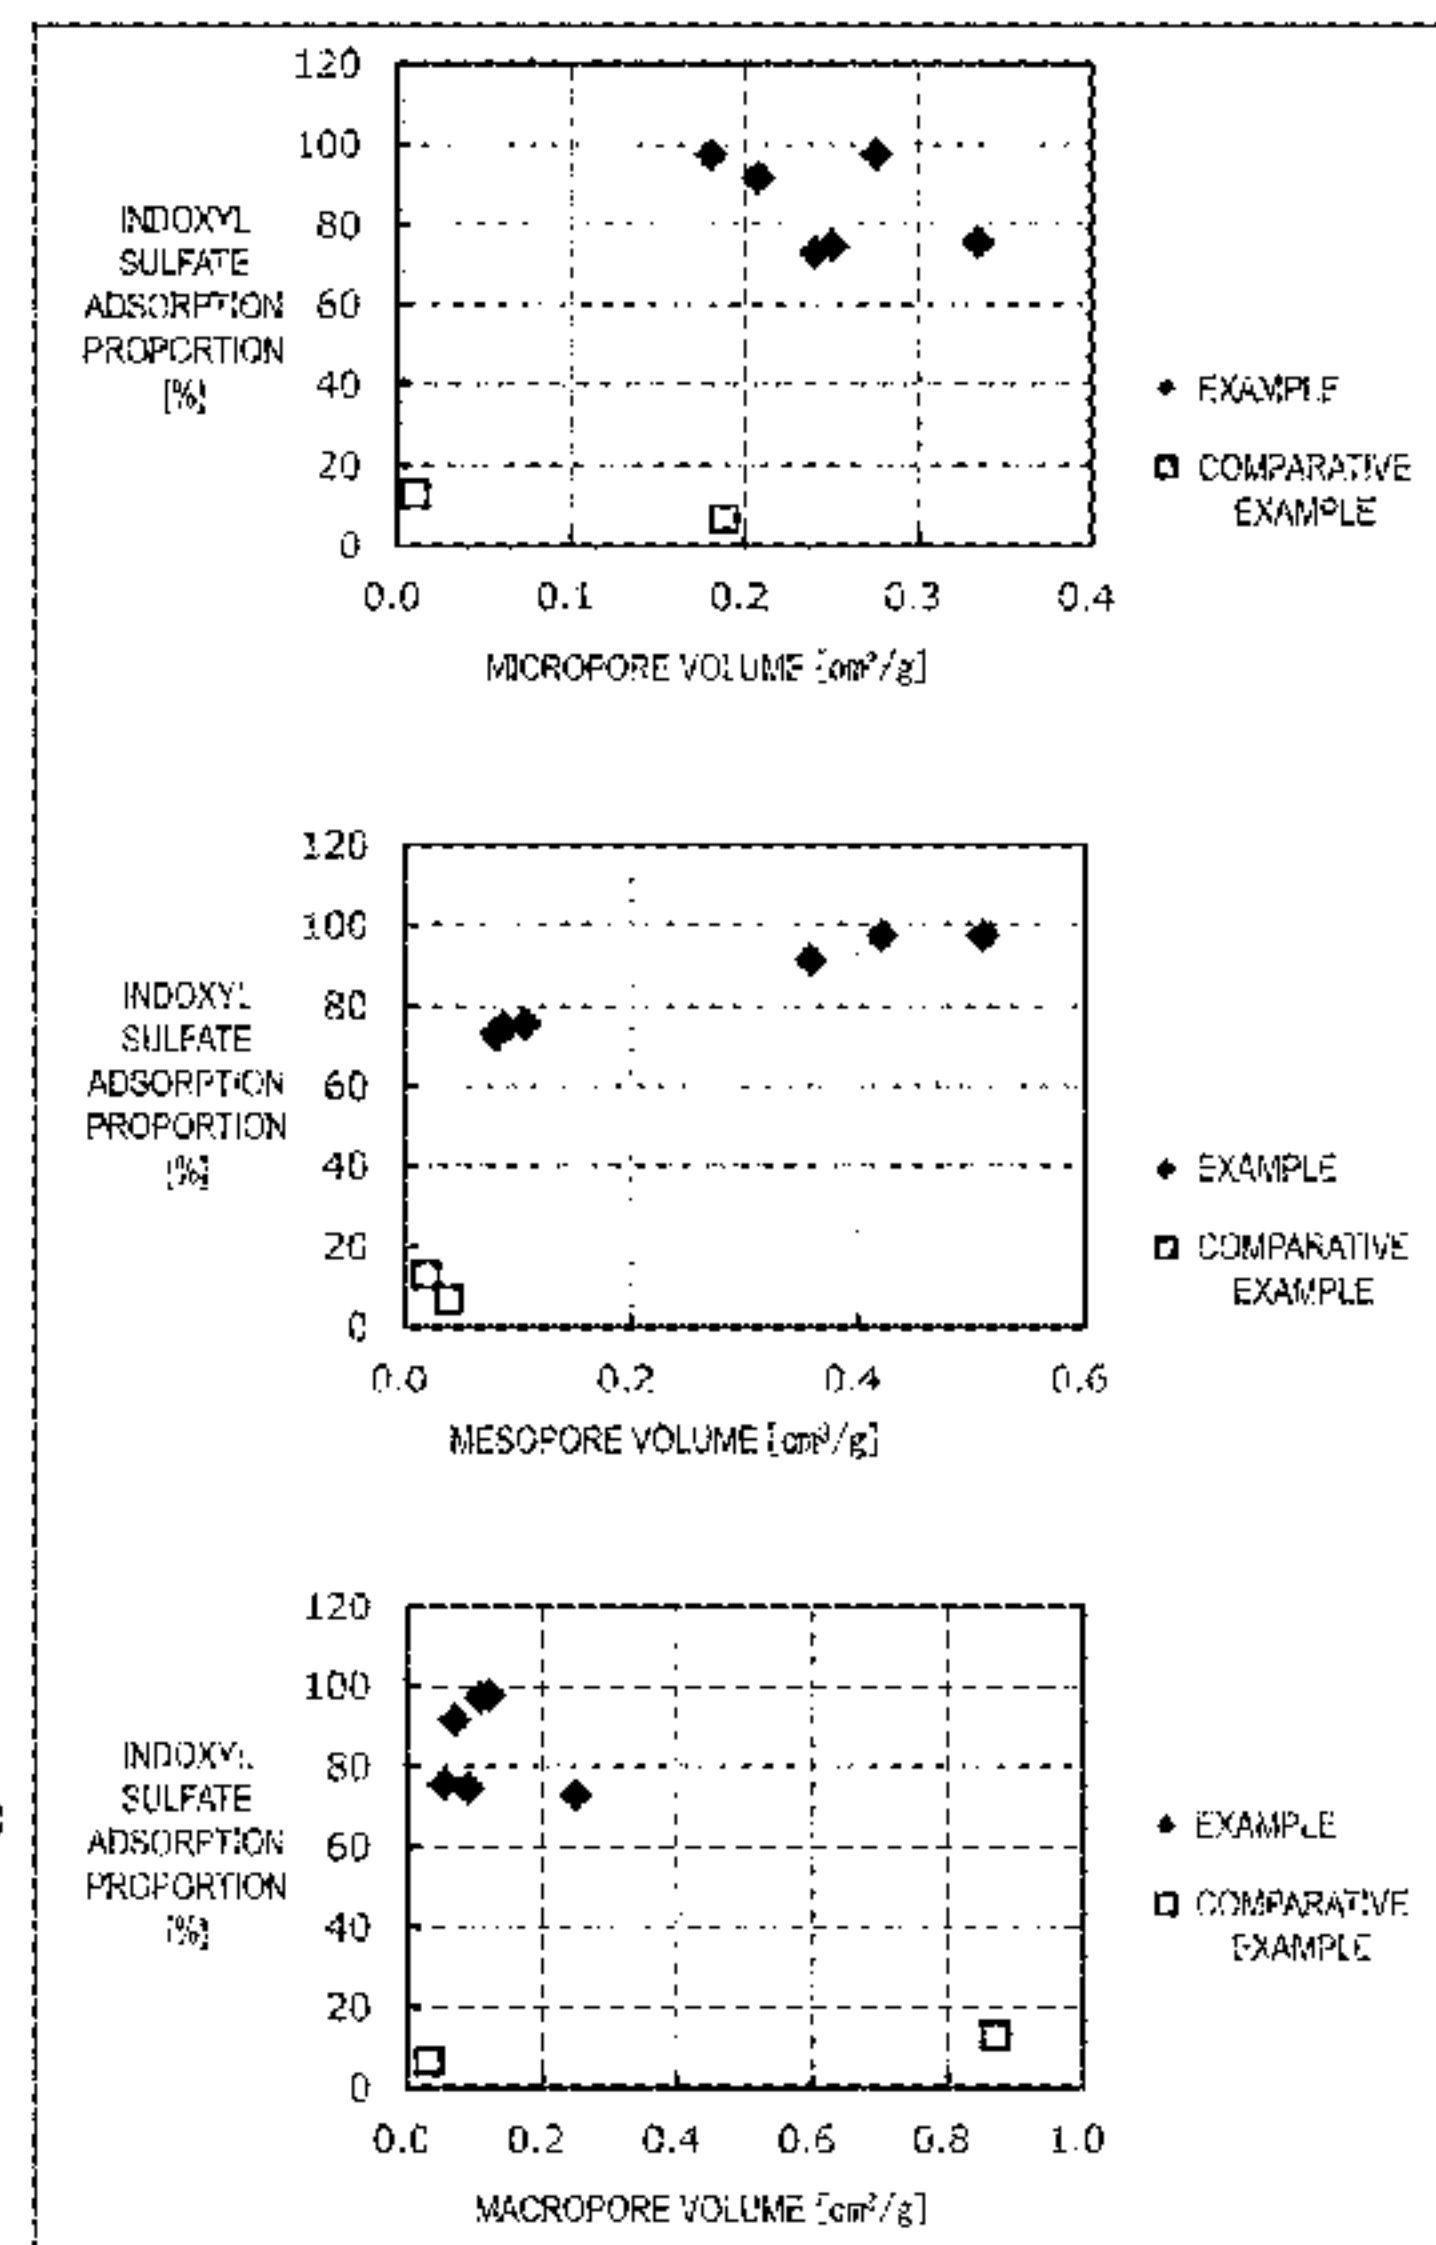 120
100
80
60
40
20
0
INDOXYL
SULFATE
ADSORPTION
PROPORTION
[%]
0.0 0.1 0.2 0.3 0.4
MICROPORE VOLUME [cm³/g]
◆ EXAMPLE
□ COMPARATIVE
EXAMPLE
120
100
80
60
40
20
0
INDOXYL
SULFATE
ADSORPTION
PROPORTION
[%]
0.0 0.2 0.4 0.6
MESOPORE VOLUME [cm³/g]
◆ EXAMPLE
□ COMPARATIVE
EXAMPLE
120
100
80
60
40
20
0
INDOXYL
SULFATE
ADSORPTION
PROPORTION
[%]
0.0 0.2 0.4 0.6 0.8 1.0
MACROPORE VOLUME [cm³/g]
◆ EXAMPLE
□ COMPARATIVE
EXAMPLE